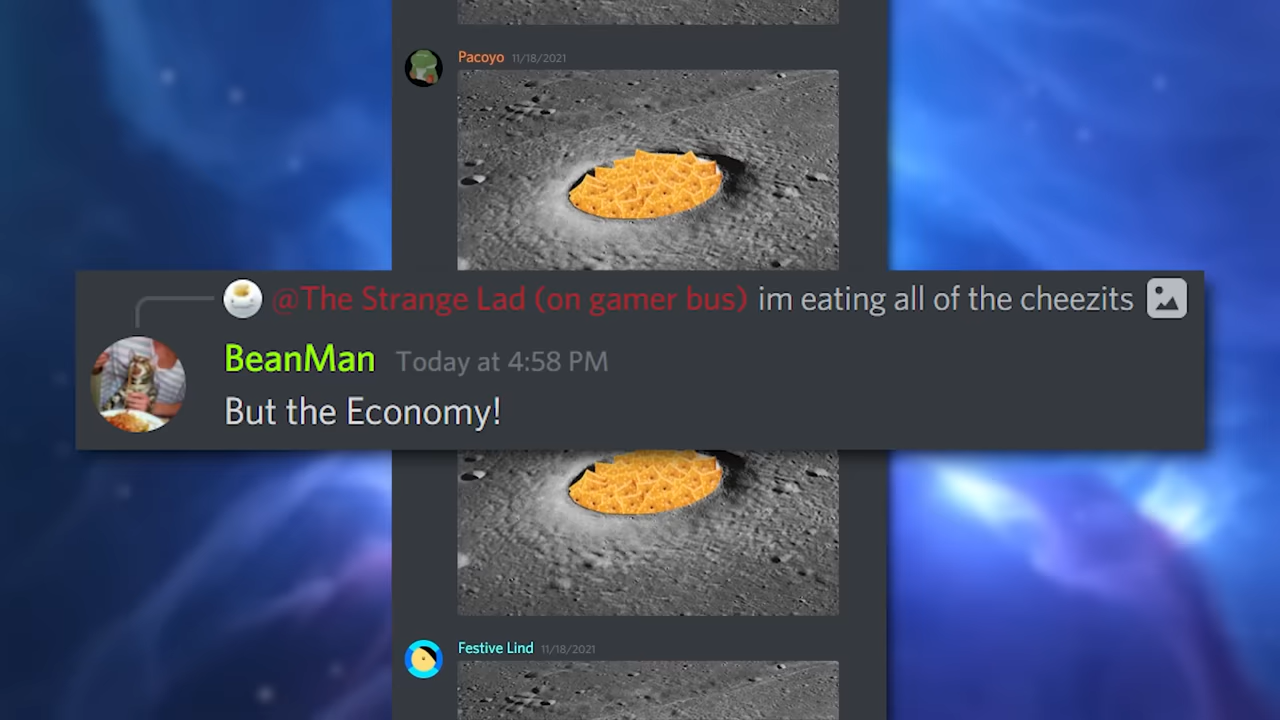 Pacoyo 11/18/2021
@The Strange Lad (on gamer bus) im eating all of the cheezits
BeanMan Today at 4:58 PM
But the Economy!
Festive Lind 11/18/2021